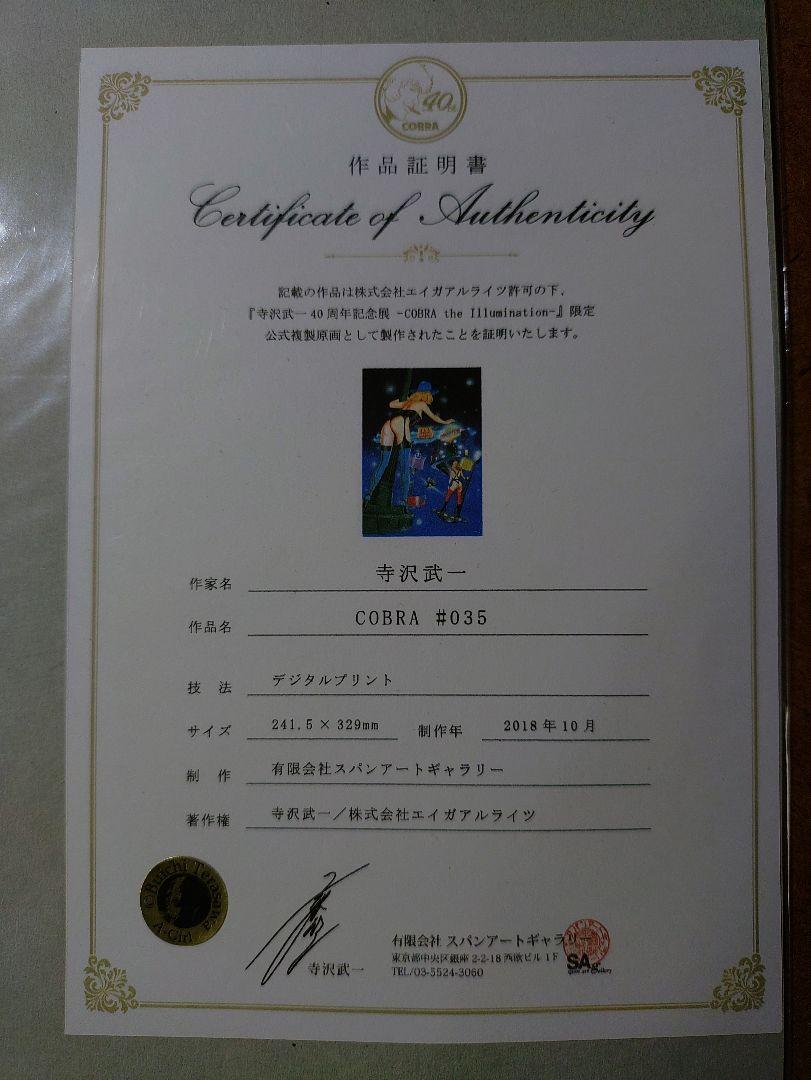 40th
COBRA
作品証明書
Certificate of Authenticity
記載の作品は株式会社エイガアルライツ許可の下、
『寺沢武一40周年記念展 -COBRA the Illumination-』限定
公式複製原画として製作されたことを証明いたします。
作家名 寺沢武一
作品名 COBRA #035
技 法 デジタルプリント
サイズ 241.5 × 329mm 制作年 2018年10月
制 作 有限会社スパンアートギャラリー
著作権 寺沢武一／株式会社エイガアルライツ
©Buichi Terasawa
A-Girl
寺沢武一
有限会社 スパンアートギャラリー
東京都中央区銀座 2-2-18 西欧ビル 1F
TEL/03-5524-3060
SAG
span art gallery